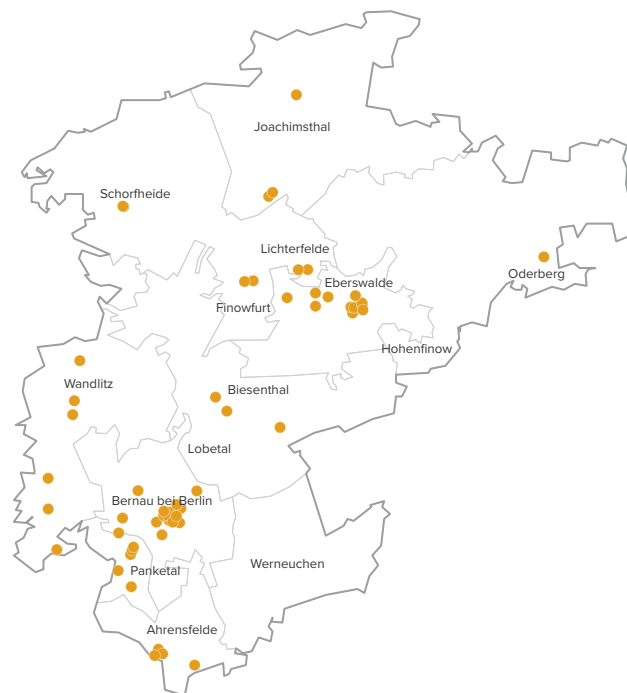 Joachimsthal
Schorfheide
Lichterfelde
Oderberg
Eberswalde
Finowfurt
Hohenfinow
Wandlitz
Biesenthal
Lobetal
Bernau bei Berlin
Werneuchen
Panketal
Ahrensfelde